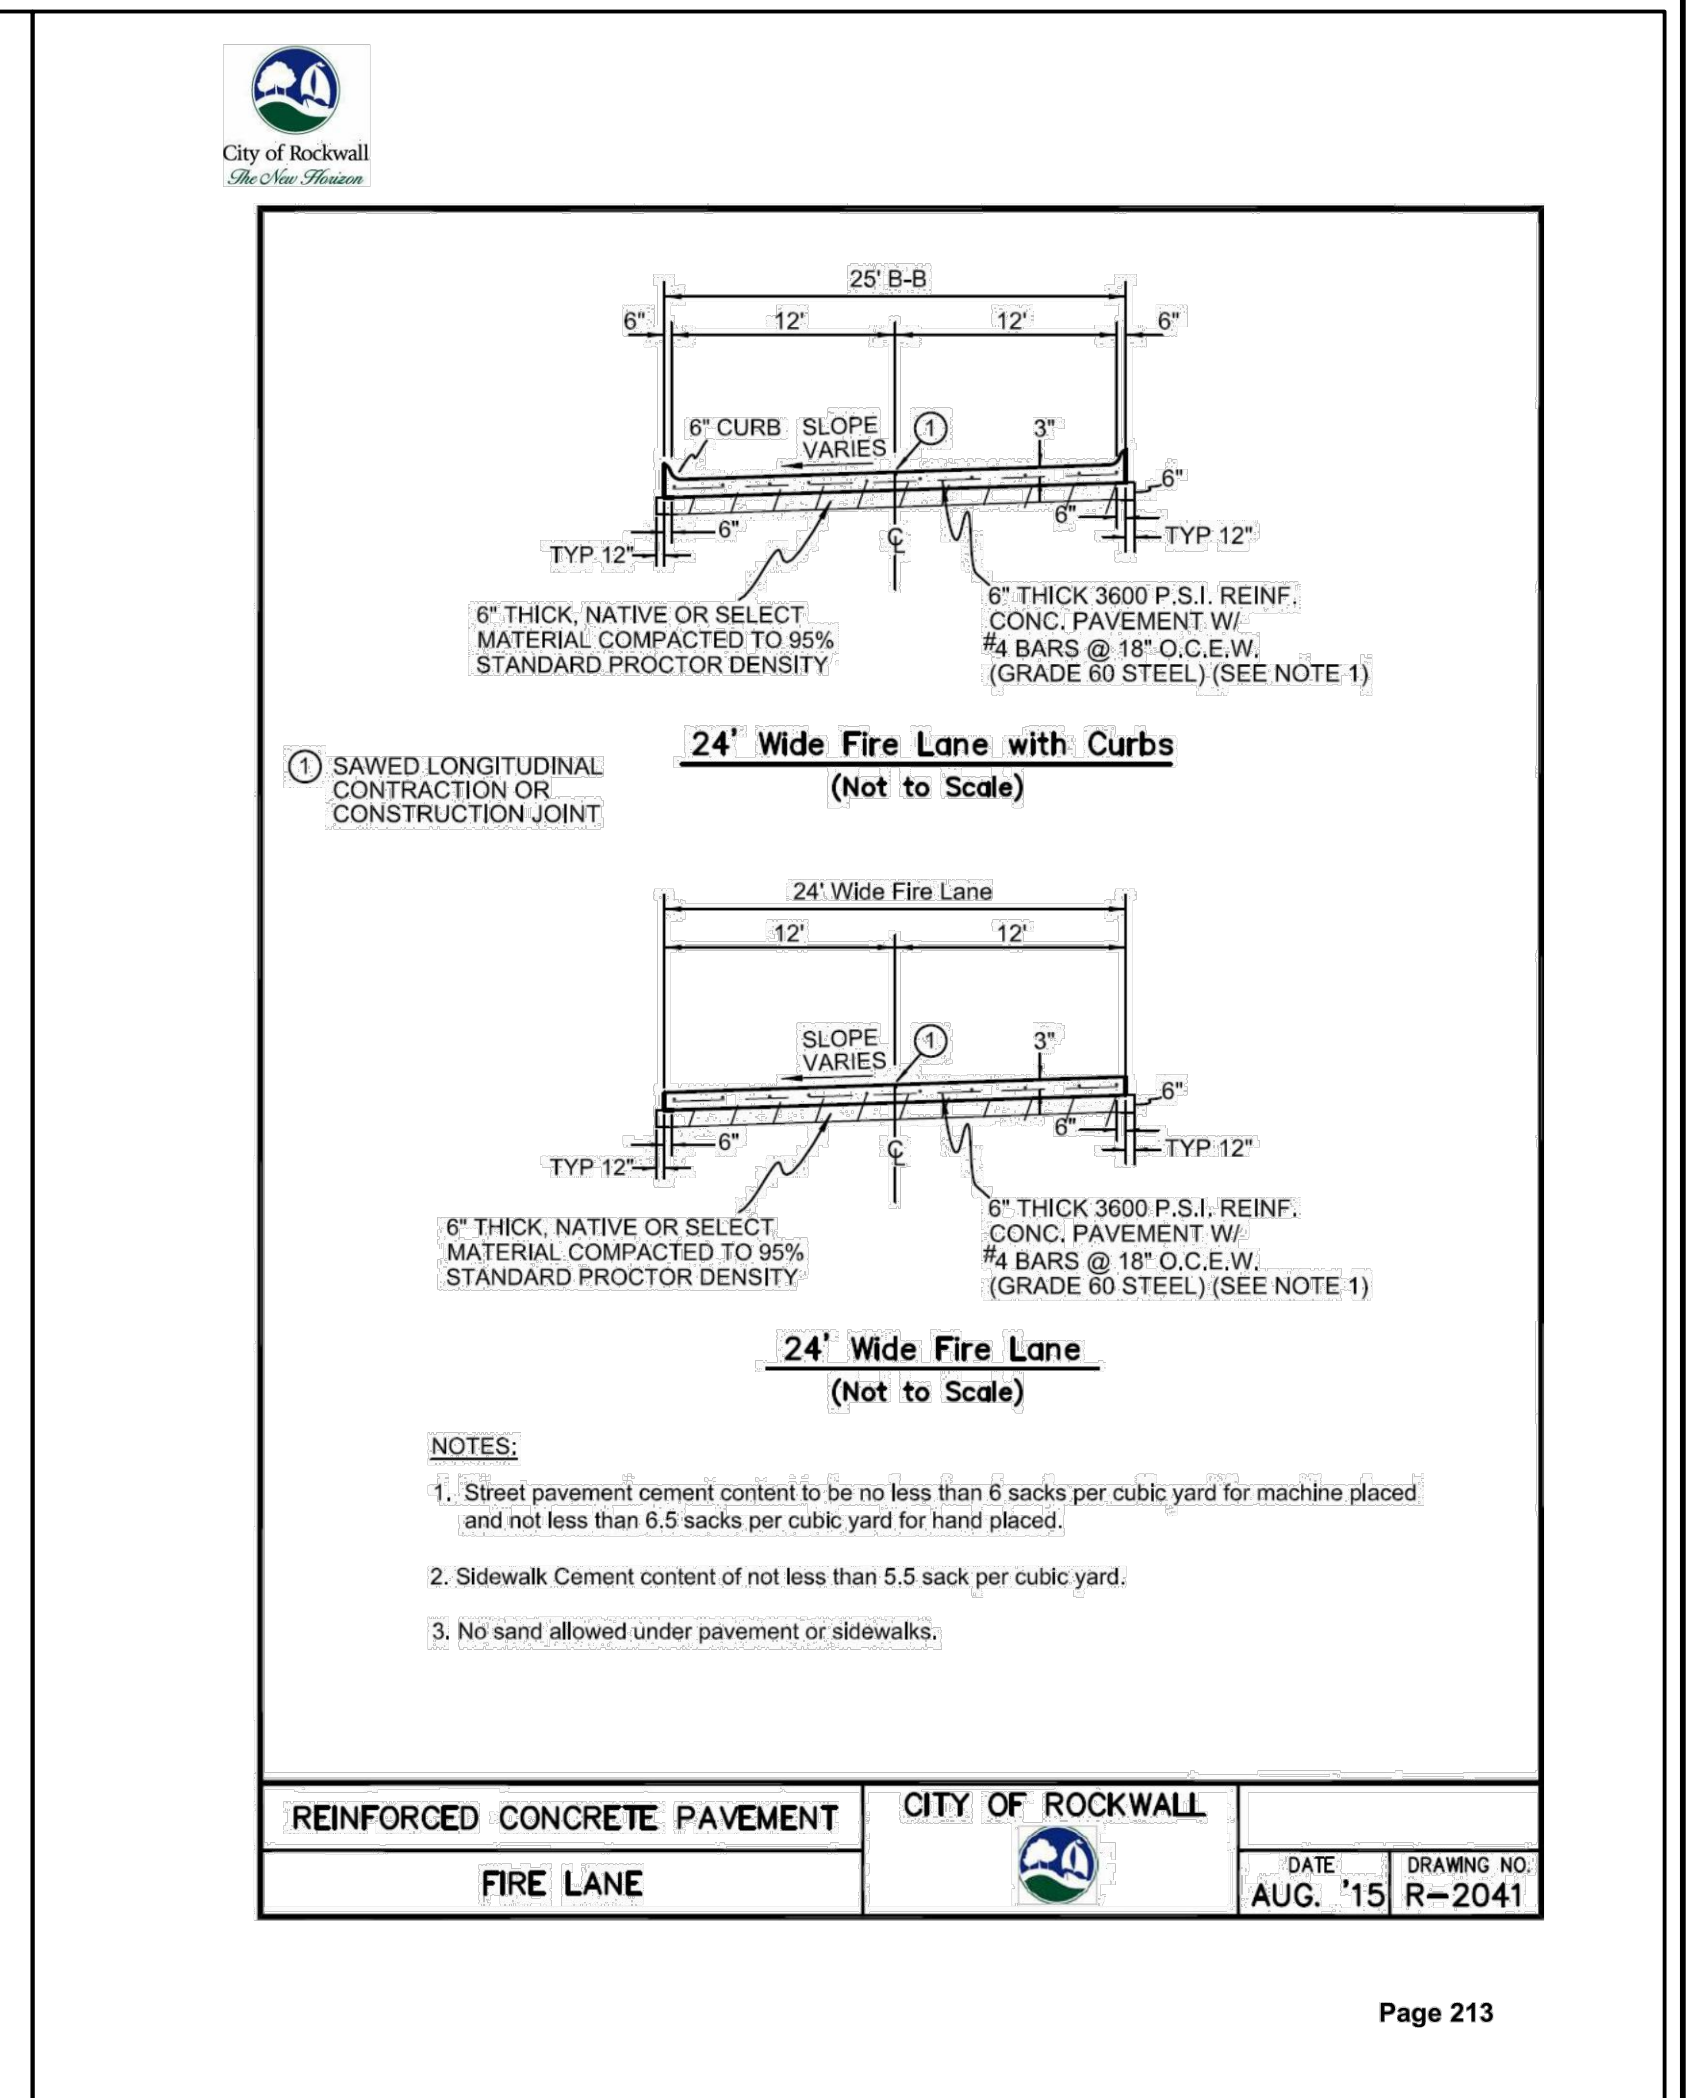 City of Rockwall
The New Horizon
25' B-B
6" 12' 12' 6"
6" CURB SLOPE VARIES 1 3"
6"
6" 6"
TYP 12" ℄ TYP 12"
6" THICK, NATIVE OR SELECT
MATERIAL COMPACTED TO 95%
STANDARD PROCTOR DENSITY
6" THICK 3600 P.S.I. REINF.
CONC. PAVEMENT W/
#4 BARS @ 18" O.C.E.W.
(GRADE 60 STEEL) (SEE NOTE 1)
24' Wide Fire Lane with Curbs
(Not to Scale)
1 SAWED LONGITUDINAL
CONTRACTION OR
CONSTRUCTION JOINT
24' Wide Fire Lane
12' 12'
SLOPE VARIES 1 3"
6"
6" 6"
TYP 12" ℄ TYP 12"
6" THICK, NATIVE OR SELECT
MATERIAL COMPACTED TO 95%
STANDARD PROCTOR DENSITY
6" THICK 3600 P.S.I. REINF.
CONC. PAVEMENT W/
#4 BARS @ 18" O.C.E.W.
(GRADE 60 STEEL) (SEE NOTE 1)
24' Wide Fire Lane
(Not to Scale)
NOTES:
1. Street pavement cement content to be no less than 6 sacks per cubic yard for machine placed
and not less than 6.5 sacks per cubic yard for hand placed.
2. Sidewalk Cement content of not less than 5.5 sack per cubic yard.
3. No sand allowed under pavement or sidewalks.
REINFORCED CONCRETE PAVEMENT
FIRE LANE
CITY OF ROCKWALL
DATE
AUG. '15
DRAWING NO.
R-2041
Page 213